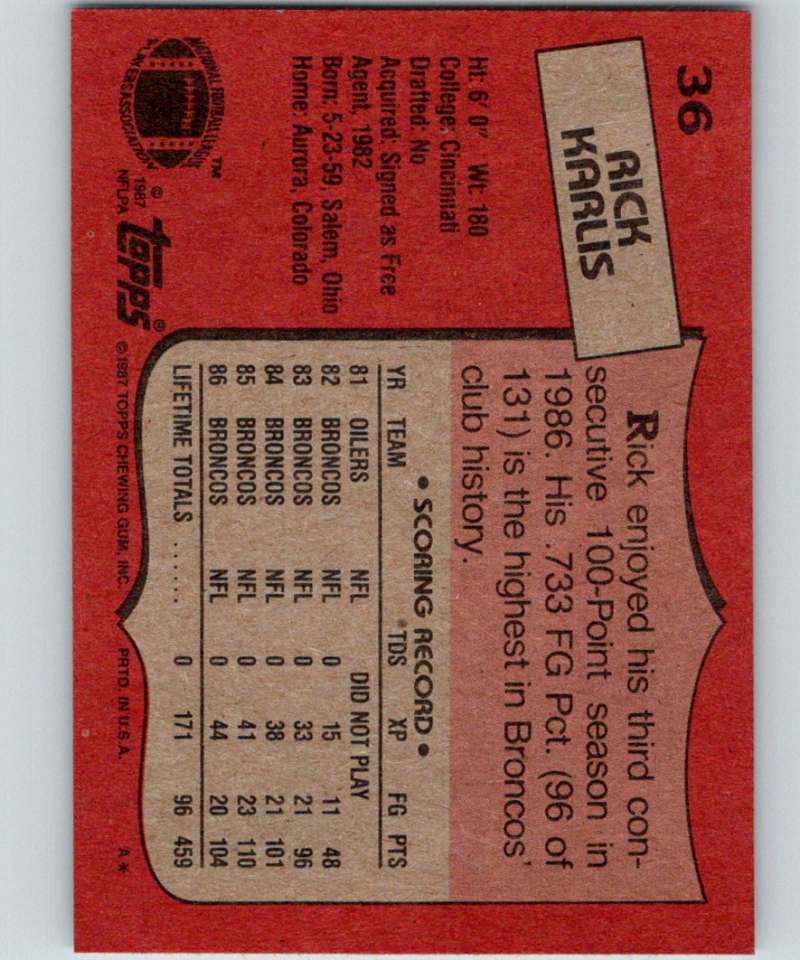 36
RICK
KARLIS
Ht: 6' 0" Wt: 180
College: Cincinnati
Drafted: No
Acquired: Signed as Free
Agent, 1982
Born: 5-23-59, Salem, Ohio
Home: Aurora, Colorado
NATIONAL FOOTBALL LEAGUE
PLAYERS ASSOCIATION
™
© 1987
NFLPA
topps®
Rick enjoyed his third con-
secutive 100-Point season in
1986. His .733 FG Pct. (96 of
131) is the highest in Broncos'
club history.
• SCORING RECORD •
YR TEAM TDS XP FG PTS
81 OILERS NFL DID NOT PLAY
82 BRONCOS NFL 0 15 11 48
83 BRONCOS NFL 0 33 21 96
84 BRONCOS NFL 0 38 21 101
85 BRONCOS NFL 0 41 23 110
86 BRONCOS NFL 0 44 20 104
LIFETIME TOTALS ...... 0 171 96 459
©1987 TOPPS CHEWING GUM, INC. PRTD. IN U.S.A. A*